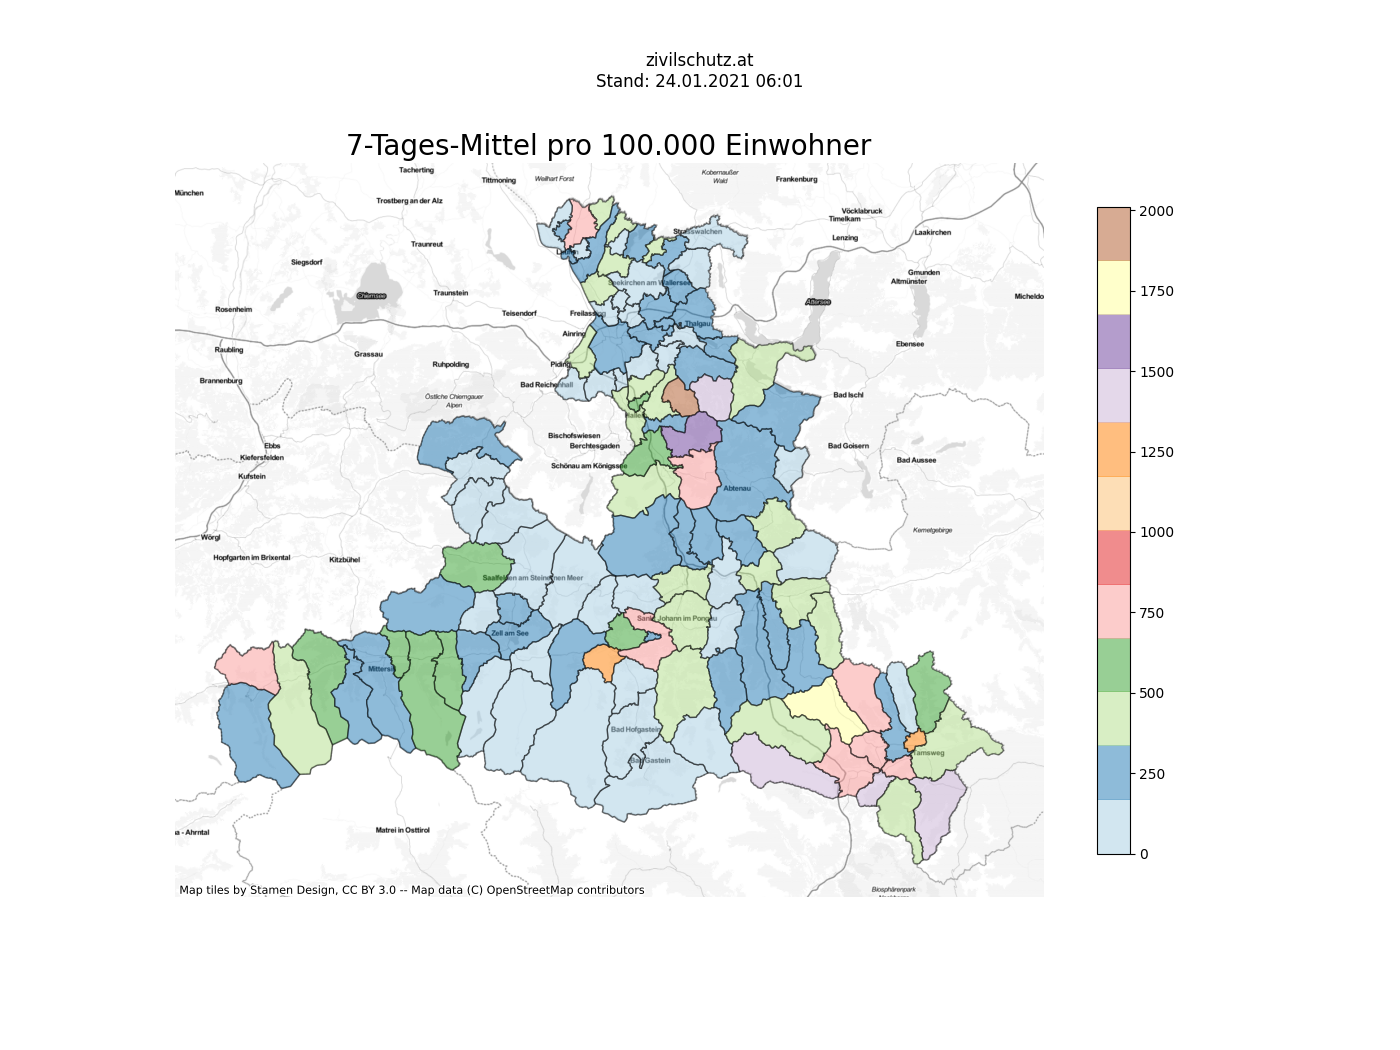 zivilschutz.at
Stand: 24.01.2021 06:01
7-Tages-Mittel pro 100.000 Einwohner
Tacherting
Tittmoning
Weilhart Forst
Kobernaußer
Wald
Frankenburg
München
Trostberg an der Alz
Vöcklabruck
Timelkam
Strasswalchen
Laakirchen
Lenzing
Traunreut
Siegsdorf
Gmunden
Altmünster
Seekirchen am Wallersee
Chiemsee
Traunstein
Attersee
Micheldo
Rosenheim
Teisendorf
Freilassing
Thalgau
Ainring
Ebensee
Raubling
Grassau
Ruhpolding
Piding
Brannenburg
Bad Reichenhall
Bad Ischl
Östliche Chiemgauer
Alpen
Hallein
Bischofswiesen
Berchtesgaden
Ebbs
Kiefersfelden
Bad Goisern
Bad Aussee
Schönau am Königssee
Kufstein
Abtenau
Kemetgebirge
Wörgl
Hopfgarten im Brixental
Kitzbühel
Saalfelden am Steinernen Meer
Sankt Johann im Pongau
Zell am See
Mittersill
Bad Hofgastein
Tamsweg
Bad Gastein
a - Ahrntal
Matrei in Osttirol
Biosphärenpark
Map tiles by Stamen Design, CC BY 3.0 -- Map data (C) OpenStreetMap contributors
2000
1750
1500
1250
1000
750
500
250
0